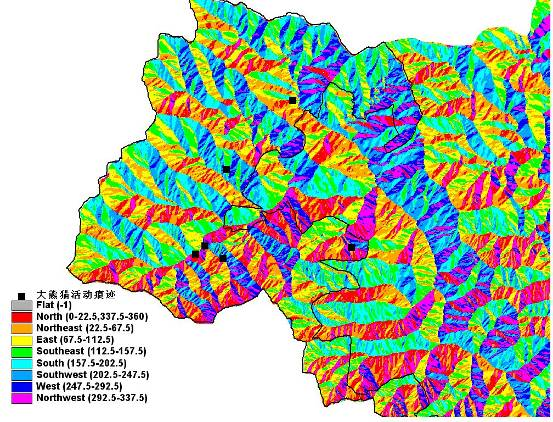 大熊猫活动痕迹
Flat (-1)
North (0-22.5,337.5-360)
Northeast (22.5-67.5)
East (67.5-112.5)
Southeast (112.5-157.5)
South (157.5-202.5)
Southwest (202.5-247.5)
West (247.5-292.5)
Northwest (292.5-337.5)